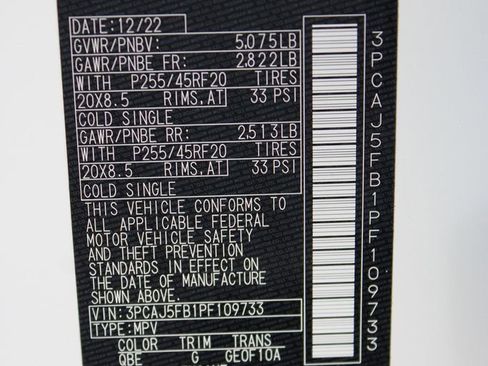 DATE: 12/22
GVWR/PNBV: 5,075LB
GAWR/PNBE FR: 2,822LB
WITH P255/45RF20 TIRES
20X8.5 RIMS,AT 33 PSI
COLD SINGLE
GAWR/PNBE RR: 2,513LB
WITH P255/45RF20 TIRES
20X8.5 RIMS,AT 33 PSI
COLD SINGLE
THIS VEHICLE CONFORMS TO
ALL APPLICABLE FEDERAL
MOTOR VEHICLE SAFETY
AND THEFT PREVENTION
STANDARDS IN EFFECT ON
THE DATE OF MANUFACTURE
SHOWN ABOVE.
VIN: 3PCAJ5FB1PF109733
TYPE: MPV
COLOR TRIM TRANS
QBE G GEOF10A
3PCAJ5FB1PF109733